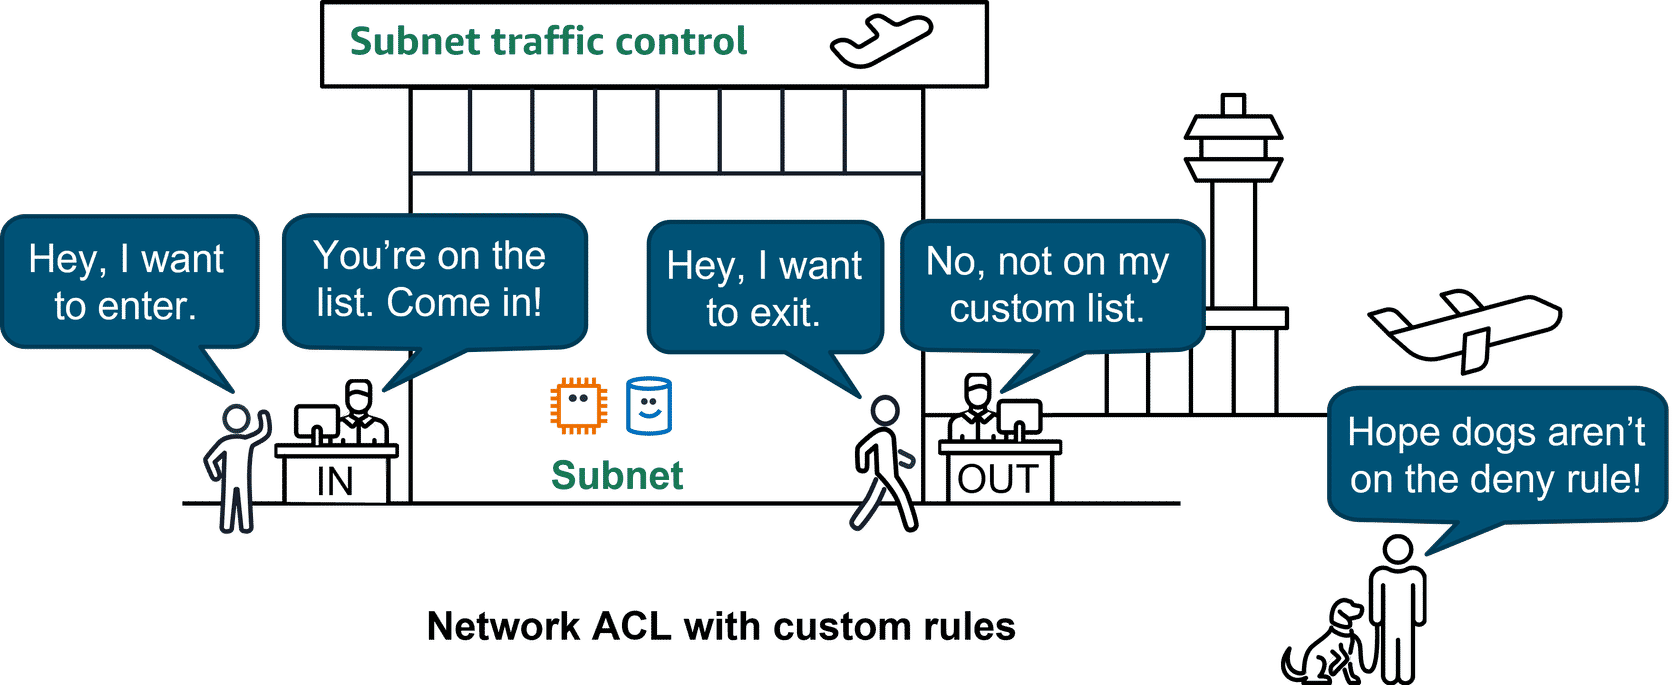 Subnet traffic control
Hey, I want
to enter.
You're on the
list. Come in!
Hey, I want
to exit.
No, not on my
custom list.
Hope dogs aren't
on the deny rule!
IN
Subnet
OUT
Network ACL with custom rules